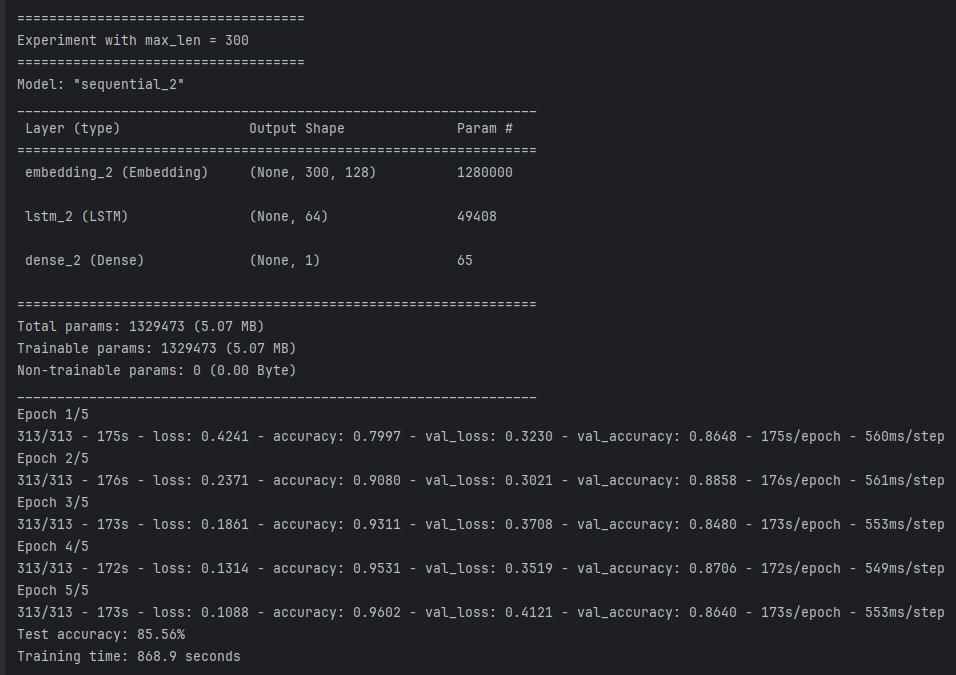 ====================================
Experiment with max_len = 300
====================================
Model: "sequential_2"
_________________________________________________________________
Layer (type)                Output Shape              Param #
=================================================================
embedding_2 (Embedding)     (None, 300, 128)          1280000
lstm_2 (LSTM)               (None, 64)                49408
dense_2 (Dense)             (None, 1)                 65
=================================================================
Total params: 1329473 (5.07 MB)
Trainable params: 1329473 (5.07 MB)
Non-trainable params: 0 (0.00 Byte)
_________________________________________________________________
Epoch 1/5
313/313 - 175s - loss: 0.4241 - accuracy: 0.7997 - val_loss: 0.3230 - val_accuracy: 0.8648 - 175s/epoch - 560ms/step
Epoch 2/5
313/313 - 176s - loss: 0.2371 - accuracy: 0.9080 - val_loss: 0.3021 - val_accuracy: 0.8858 - 176s/epoch - 561ms/step
Epoch 3/5
313/313 - 173s - loss: 0.1861 - accuracy: 0.9311 - val_loss: 0.3708 - val_accuracy: 0.8480 - 173s/epoch - 553ms/step
Epoch 4/5
313/313 - 172s - loss: 0.1314 - accuracy: 0.9531 - val_loss: 0.3519 - val_accuracy: 0.8706 - 172s/epoch - 549ms/step
Epoch 5/5
313/313 - 173s - loss: 0.1088 - accuracy: 0.9602 - val_loss: 0.4121 - val_accuracy: 0.8640 - 173s/epoch - 553ms/step
Test accuracy: 85.56%
Training time: 868.9 seconds